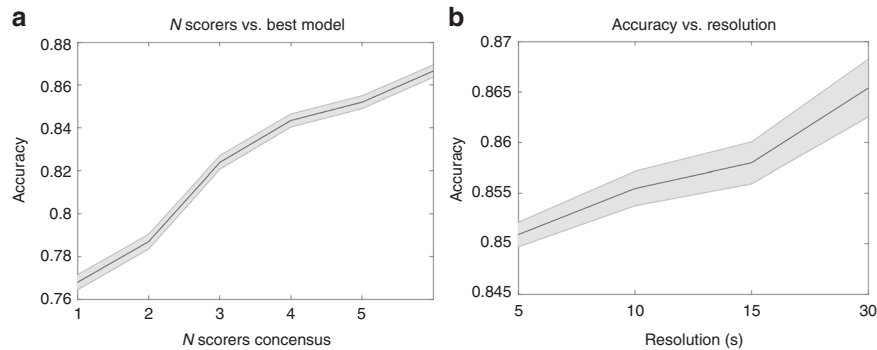 a
N scorers vs. best model
0.88
0.86
0.84
0.82
0.8
0.78
0.76
Accuracy
1 2 3 4 5
N scorers concensus
b
Accuracy vs. resolution
0.87
0.865
0.86
0.855
0.85
0.845
Accuracy
5 10 15 30
Resolution (s)